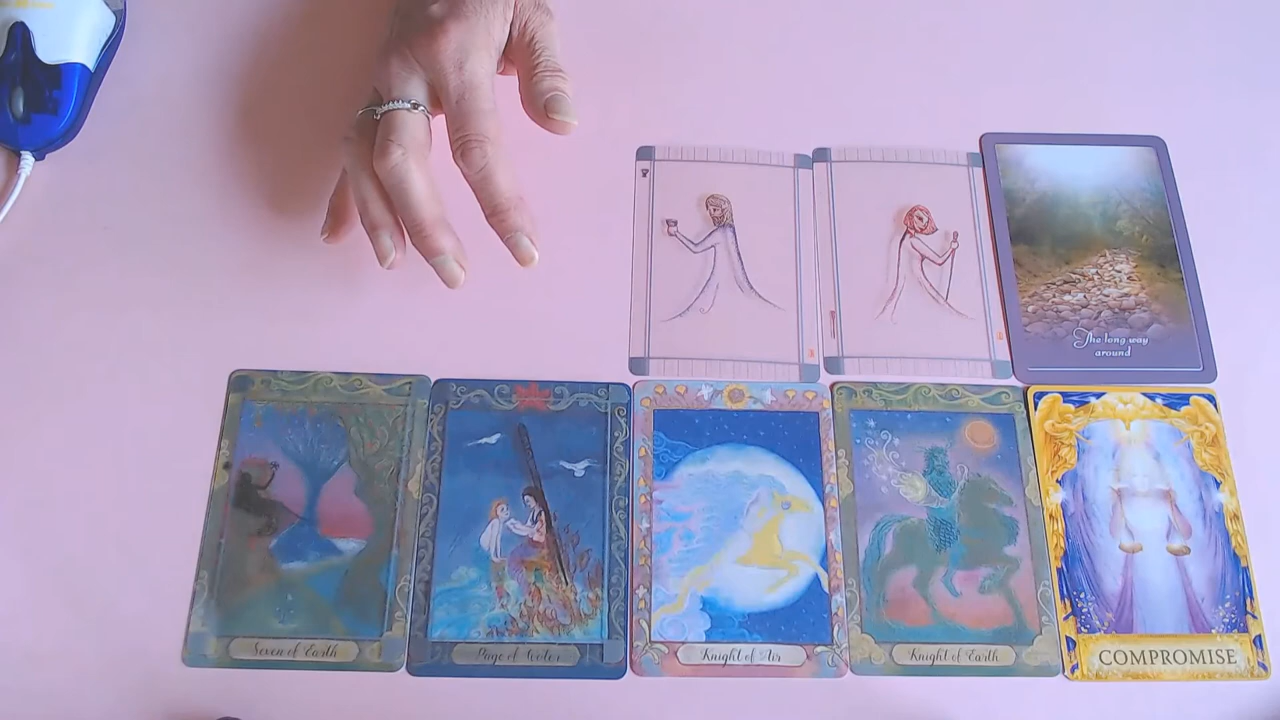 The long way
around
Seven of Earth
Page of Water
Knight of Air
Knight of Earth
COMPROMISE